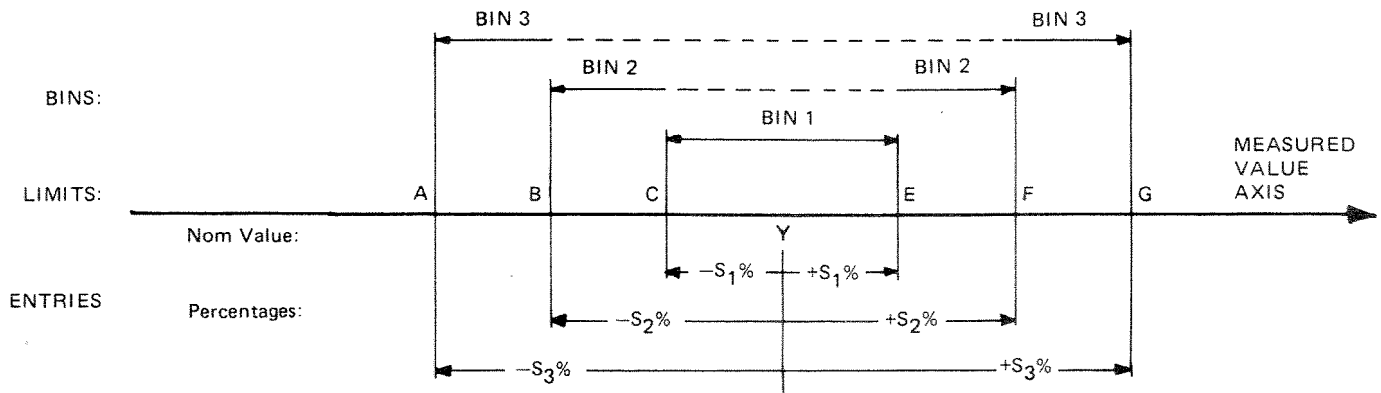 BIN 3 BIN 3
BIN 2 BIN 2
BINS:
BIN 1
MEASURED
VALUE
AXIS
LIMITS: A B C E F G
Nom Value: Y
−S1% +S1%
ENTRIES
Percentages: −S2% +S2%
−S3% +S3%